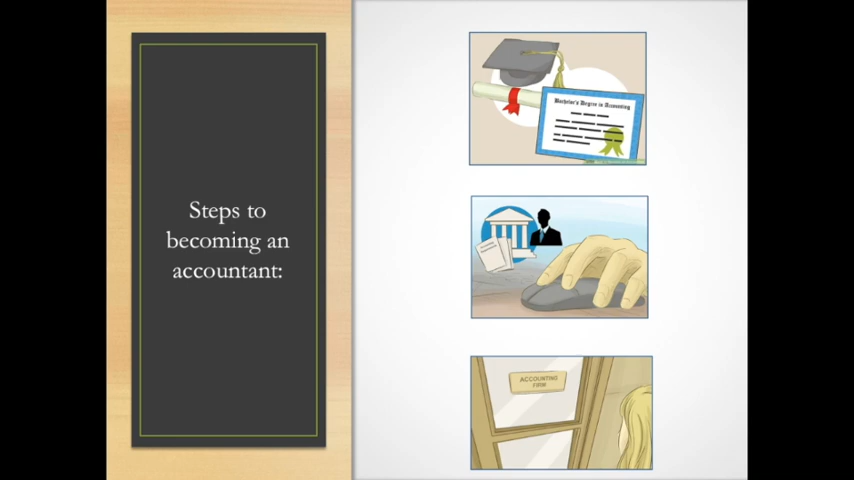 Steps to
becoming an
accountant:
Bachelor's Degree in Accounting
ACCOUNTING
FIRM